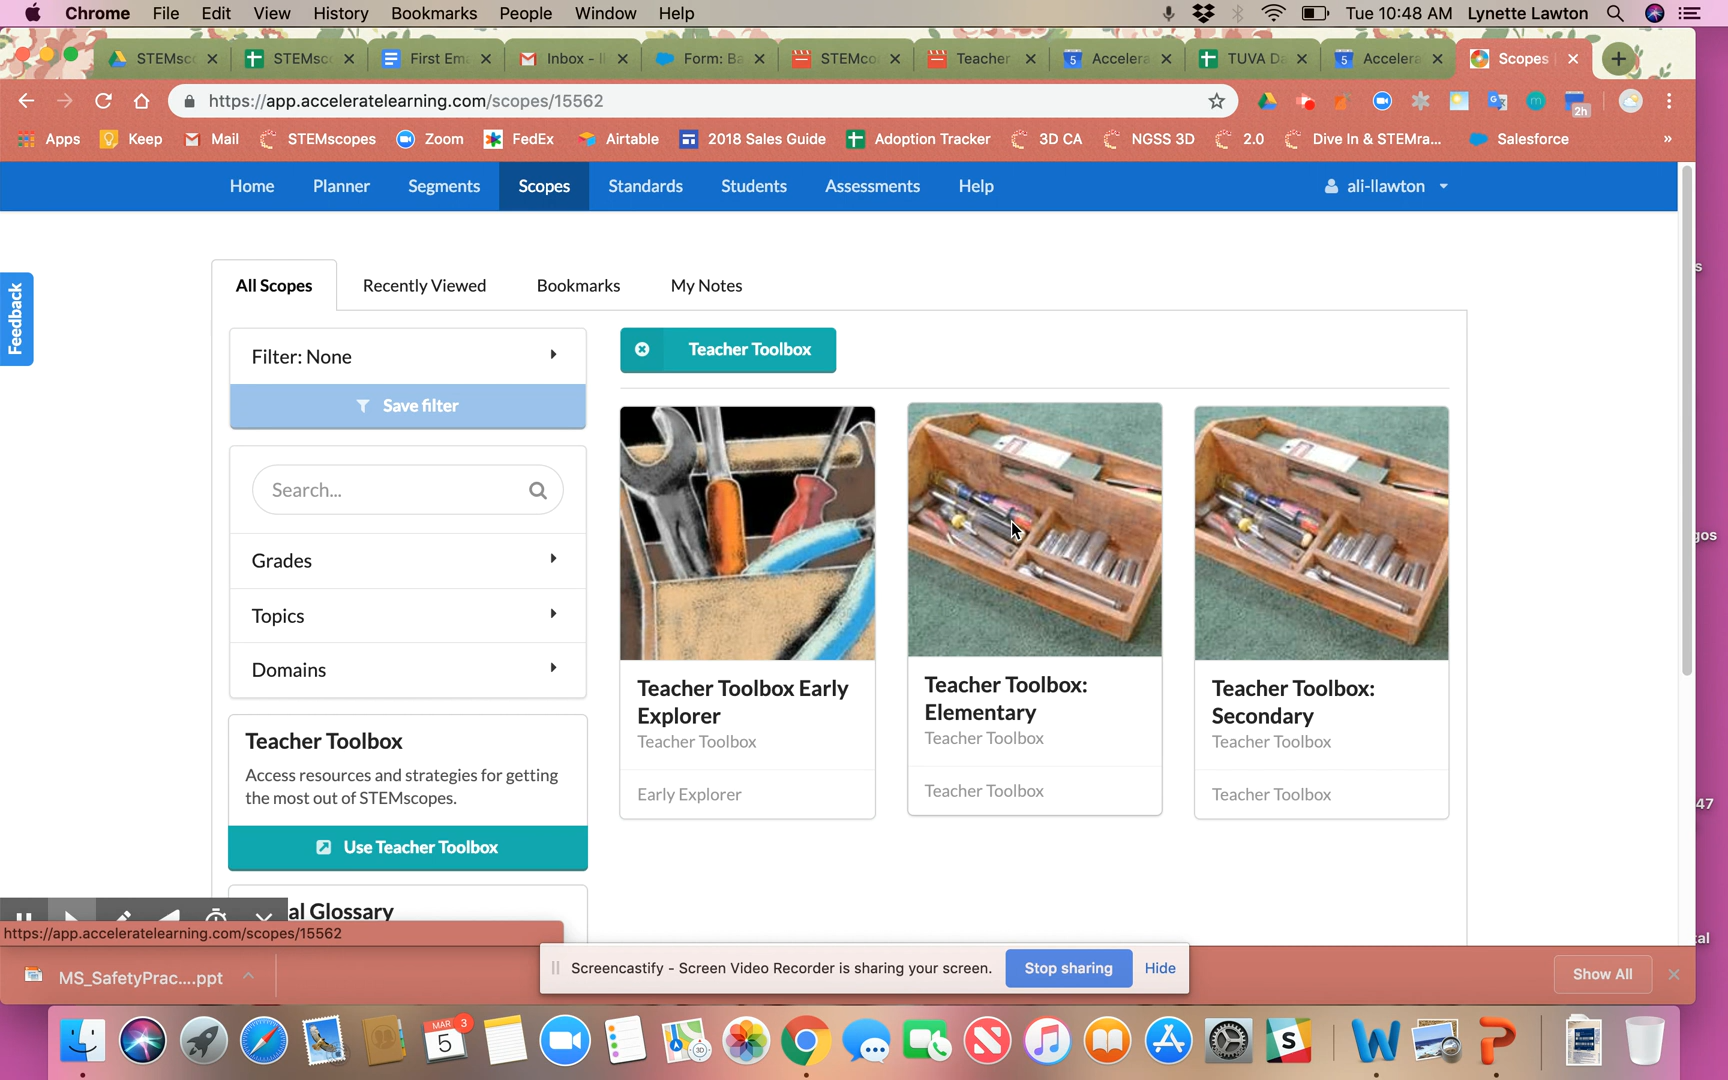 Chrome File Edit View History Bookmarks People Window Help Tue 10:48 AM Lynette Lawton
STEMsc STEMsc First Em Inbox - Form: Ba STEMco Teacher Accelera TUVA Da Accelera Scopes
https://app.acceleratelearning.com/scopes/15562
2h
Apps Keep Mail STEMscopes Zoom FedEx Airtable 2018 Sales Guide Adoption Tracker 3D CA NGSS 3D 2.0 Dive In & STEMra... Salesforce »
Home Planner Segments Scopes Standards Students Assessments Help ali-llawton
Feedback
All Scopes Recently Viewed Bookmarks My Notes
Filter: None
Save filter
Search...
Grades
Topics
Domains
Teacher Toolbox
Access resources and strategies for getting
the most out of STEMscopes.
Use Teacher Toolbox
al Glossary
Teacher Toolbox
Teacher Toolbox Early
Explorer
Teacher Toolbox
Early Explorer
Teacher Toolbox:
Elementary
Teacher Toolbox
Teacher Toolbox
Teacher Toolbox:
Secondary
Teacher Toolbox
Teacher Toolbox
s
gos
47
al
https://app.acceleratelearning.com/scopes/15562
MS_SafetyPrac....ppt
Screencastify - Screen Video Recorder is sharing your screen. Stop sharing Hide
Show All
MAR 3
5